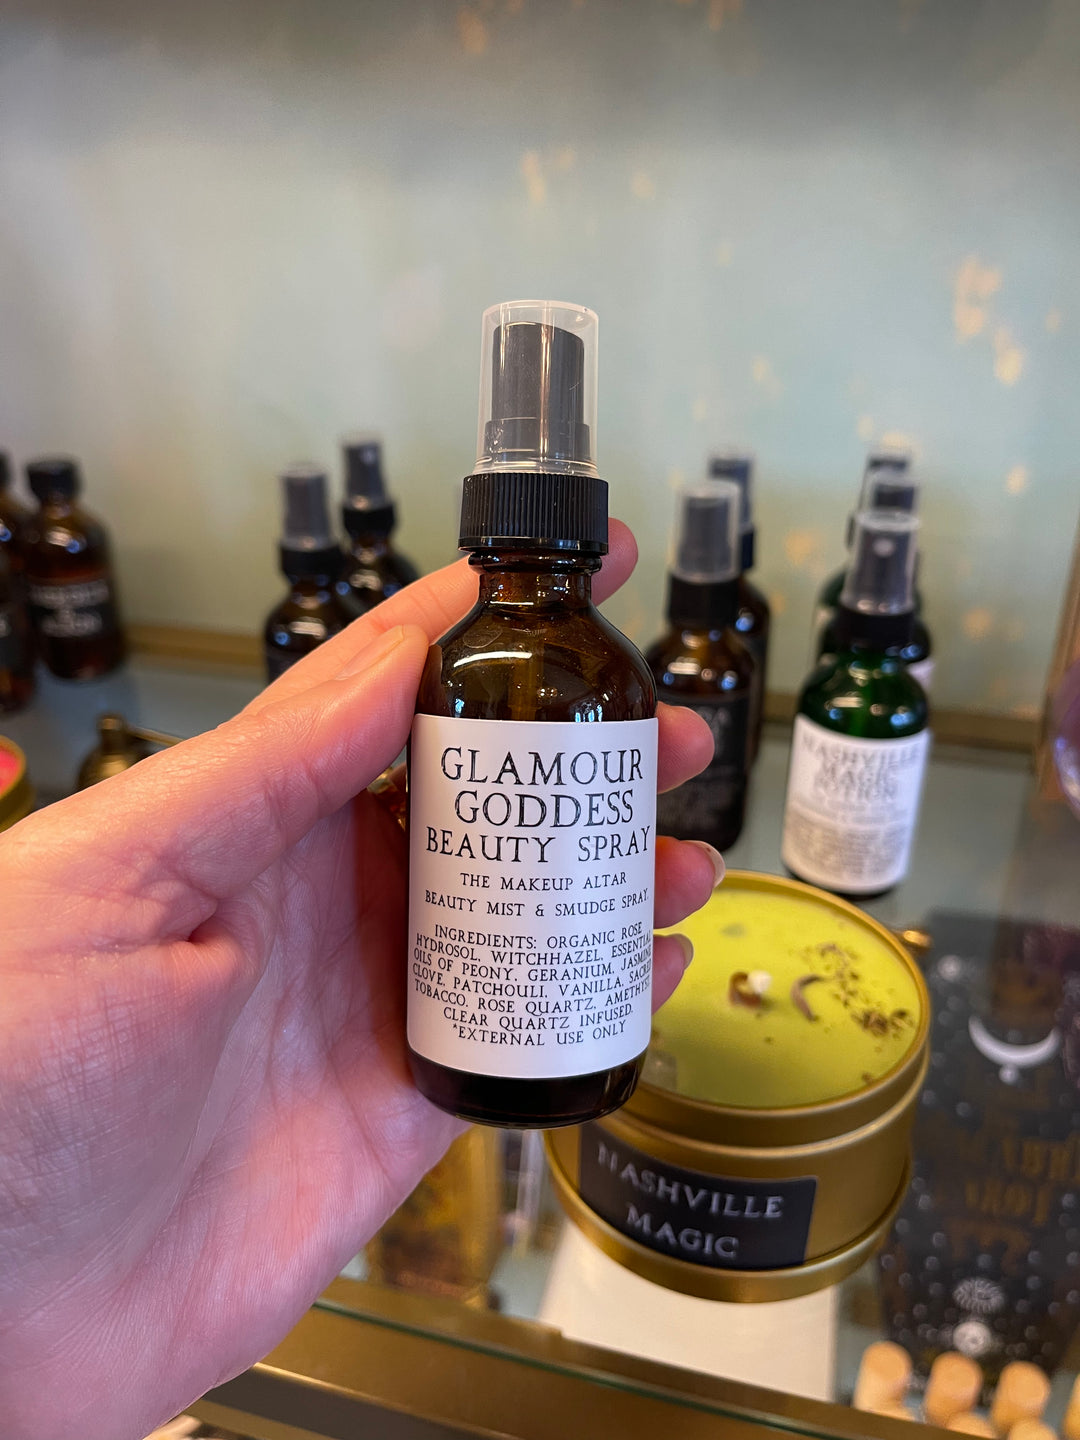 GLAMOUR
GODDESS
BEAUTY SPRAY
THE MAKEUP ALTAR
BEAUTY MIST & SMUDGE SPRAY.
INGREDIENTS: ORGANIC ROSE
HYDROSOL, WITCHHAZEL, ESSENTIAL
OILS OF PEONY, GERANIUM, JASMINE,
CLOVE, PATCHOULI, VANILLA, SACRED
TOBACCO, ROSE QUARTZ, AMETHYST,
CLEAR QUARTZ INFUSED.
*EXTERNAL USE ONLY
NASHVILLE
MAGIC
POTION
NASHVILLE
MAGIC